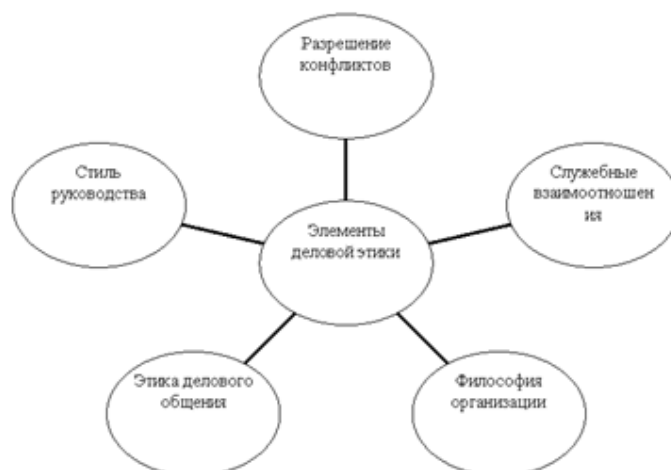 Разрешение
конфликтов
Стиль
руководства
Служебные
взаимоотношен
ия
Элементы
деловой этики
Этика делового
общения
Философия
организации